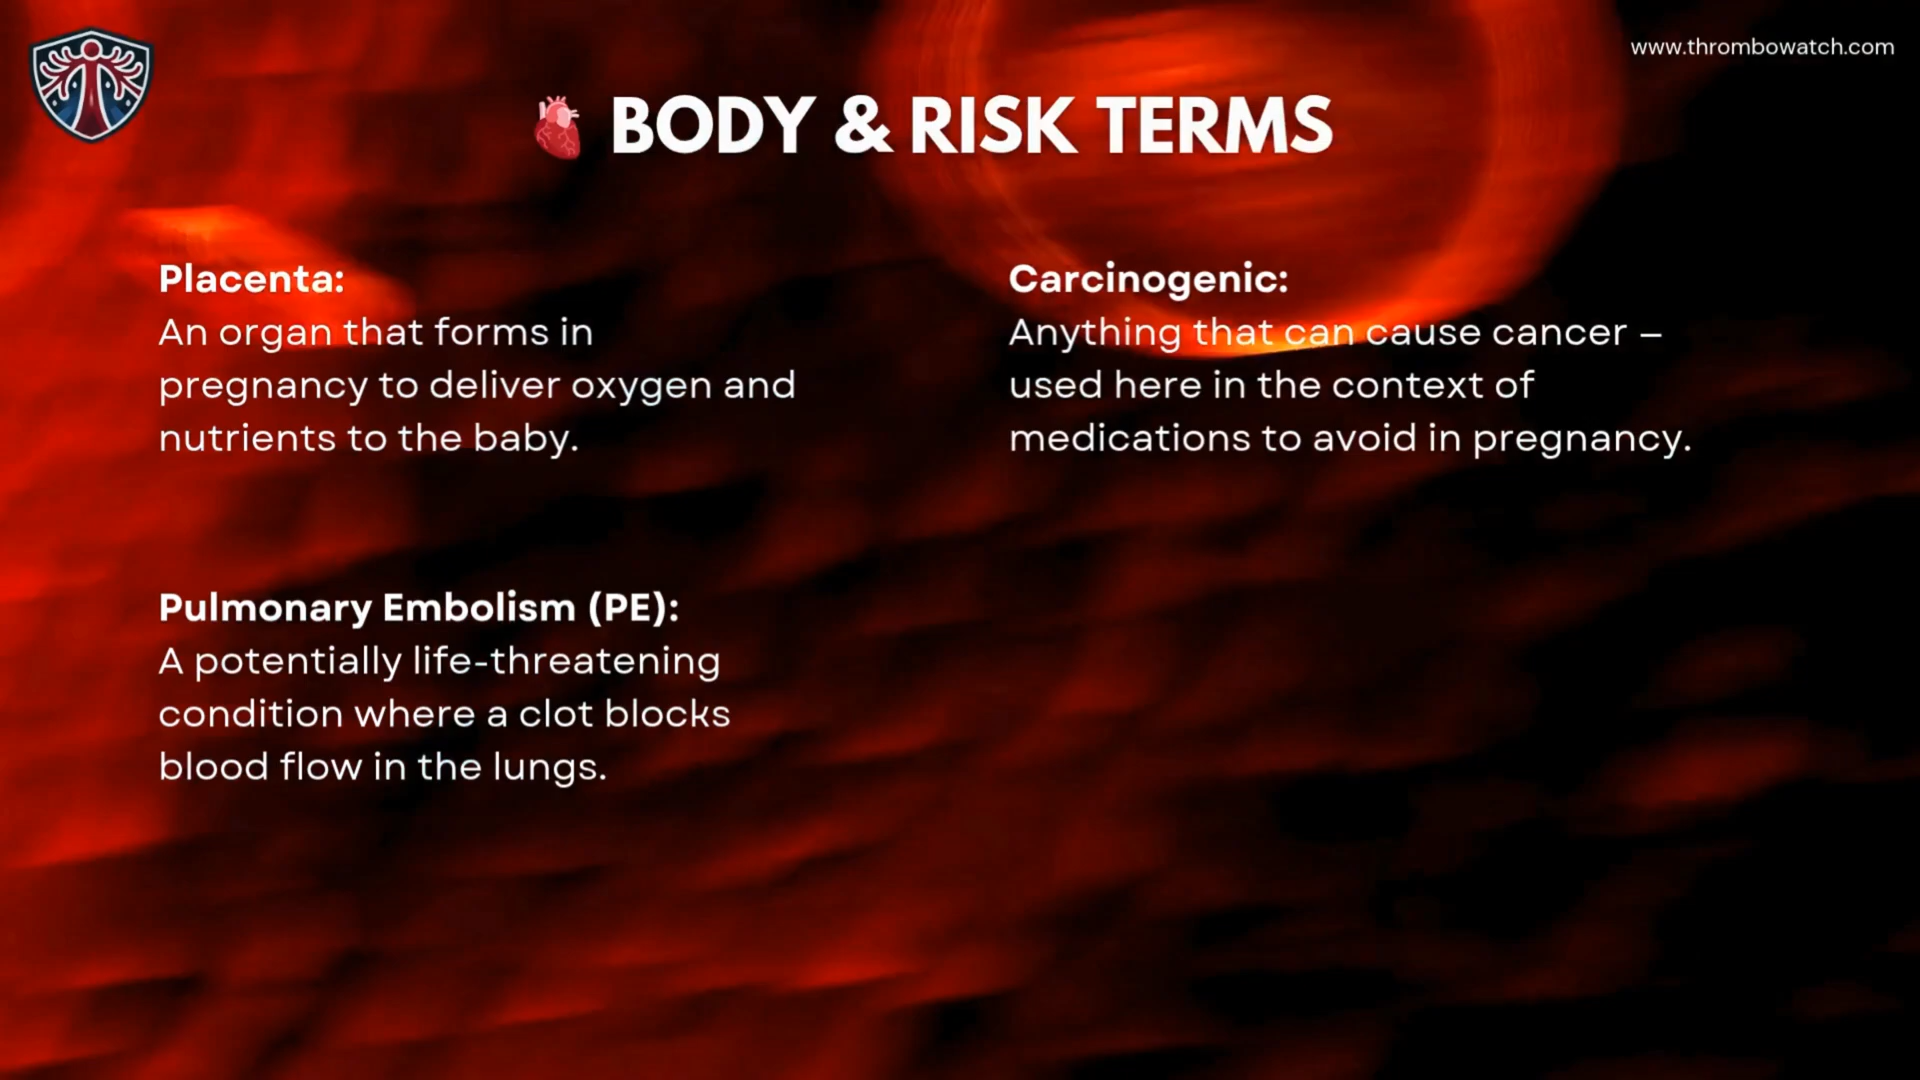 www.thrombowatch.com
🫀 BODY & RISK TERMS
Placenta:
An organ that forms in
pregnancy to deliver oxygen and
nutrients to the baby.
Carcinogenic:
Anything that can cause cancer –
used here in the context of
medications to avoid in pregnancy.
Pulmonary Embolism (PE):
A potentially life-threatening
condition where a clot blocks
blood flow in the lungs.